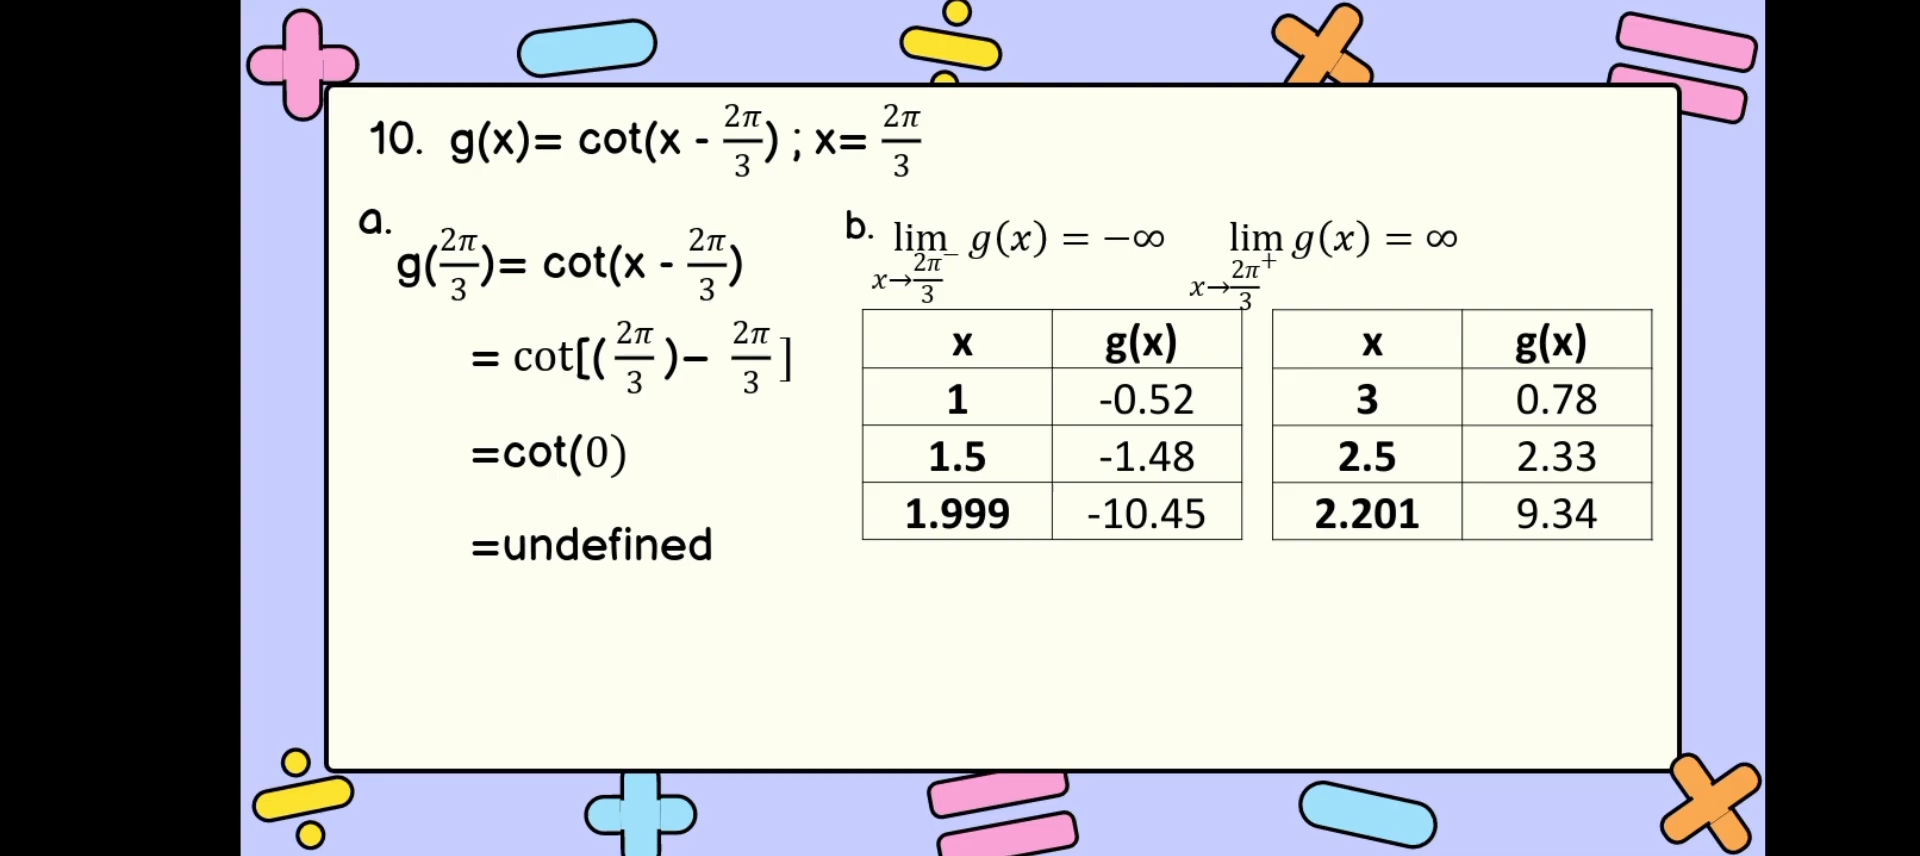 10. g(x)= cot(x - 2π/3) ; x= 2π/3
a.
g(2π/3)= cot(x - 2π/3)
= cot[(2π/3)− 2π/3]
=cot(0)
=undefined
b. lim x→2π/3⁻ g(x) = −∞ lim x→2π/3⁺ g(x) = ∞
x g(x)
1 -0.52
1.5 -1.48
1.999 -10.45
x g(x)
3 0.78
2.5 2.33
2.201 9.34